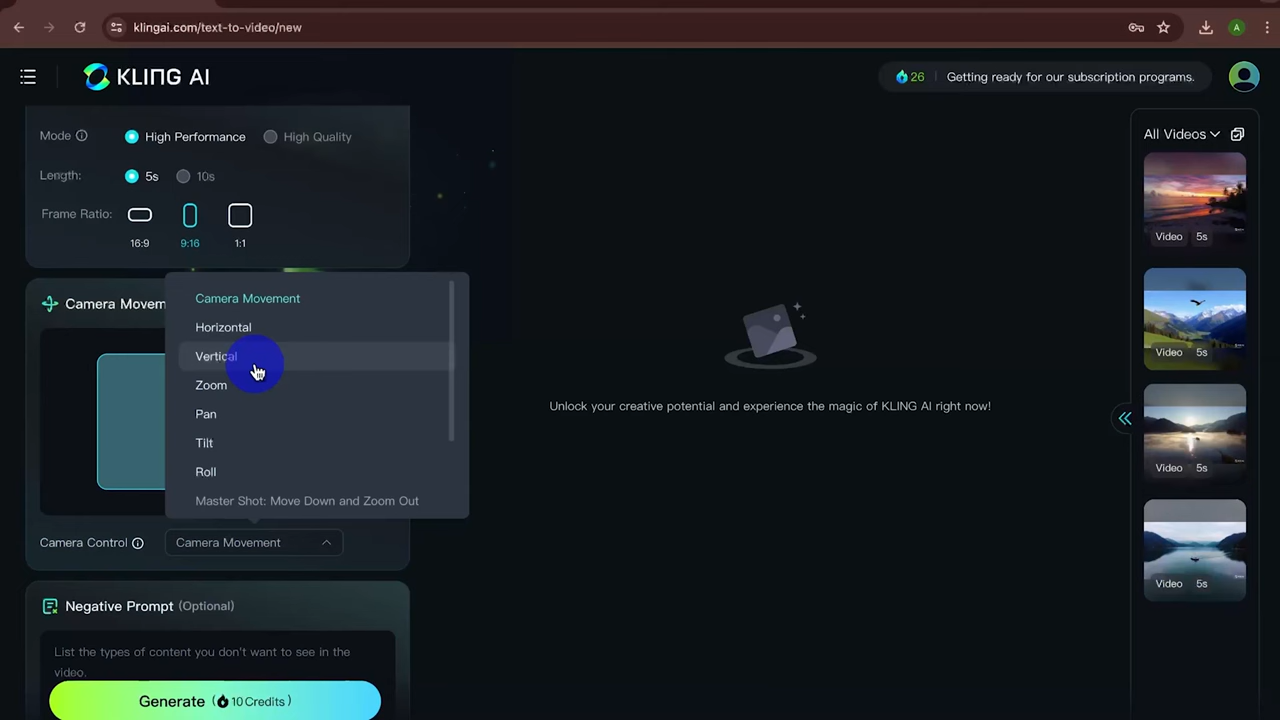 klingai.com/text-to-video/new
A
KLING AI
26
Getting ready for our subscription programs.
Mode
High Performance
High Quality
Length:
5s
10s
Frame Ratio:
16:9
9:16
1:1
Camera Movem
Camera Movement
Horizontal
Vertical
Zoom
Pan
Tilt
Roll
Master Shot: Move Down and Zoom Out
Camera Control
Camera Movement
Negative Prompt (Optional)
List the types of content you don't want to see in the
video.
Generate ( 10 Credits )
Unlock your creative potential and experience the magic of KLING AI right now!
All Videos
Video 5s
Video 5s
Video 5s
Video 5s